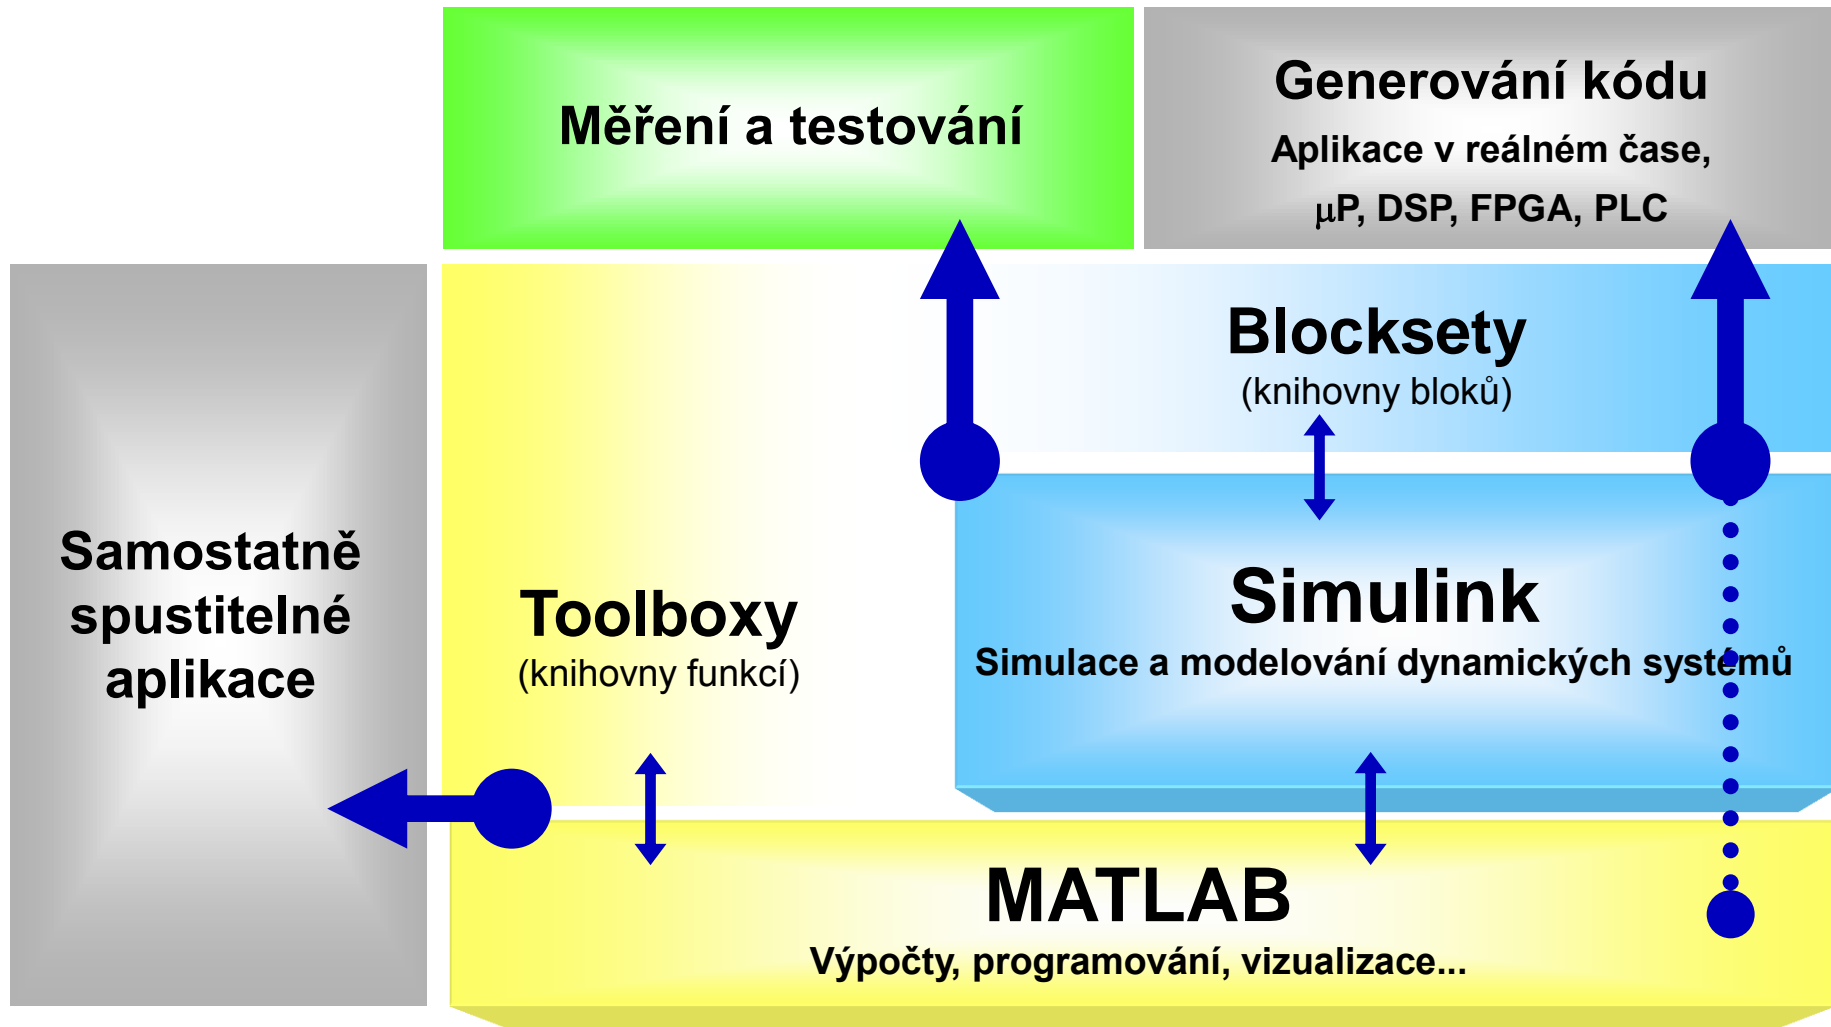 Měření a testování
Generování kódu
Aplikace v reálném čase,
μP, DSP, FPGA, PLC
Blocksety
(knihovny bloků)
Samostatně
spustitelné
aplikace
Toolboxy
(knihovny funkcí)
Simulink
Simulace a modelování dynamických systémů
MATLAB
Výpočty, programování, vizualizace...